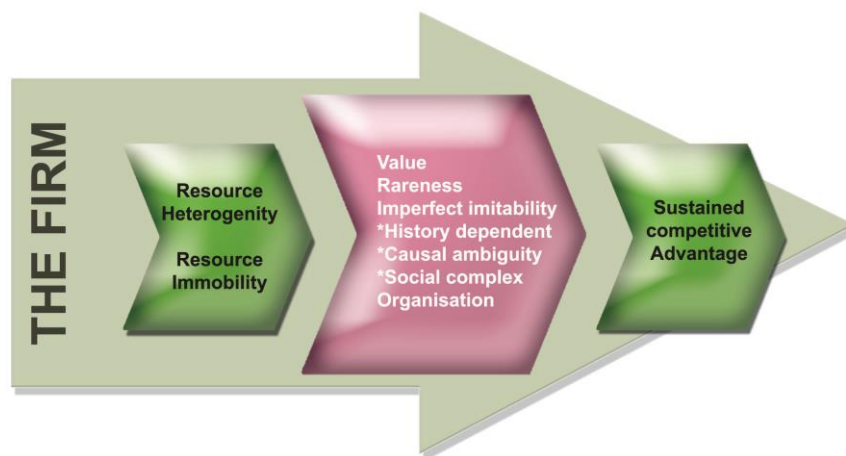 THE FIRM
Resource
Heterogenity
Resource
Immobility
Value
Rareness
Imperfect imitability
*History dependent
*Causal ambiguity
*Social complex
Organisation
Sustained
competitive
Advantage